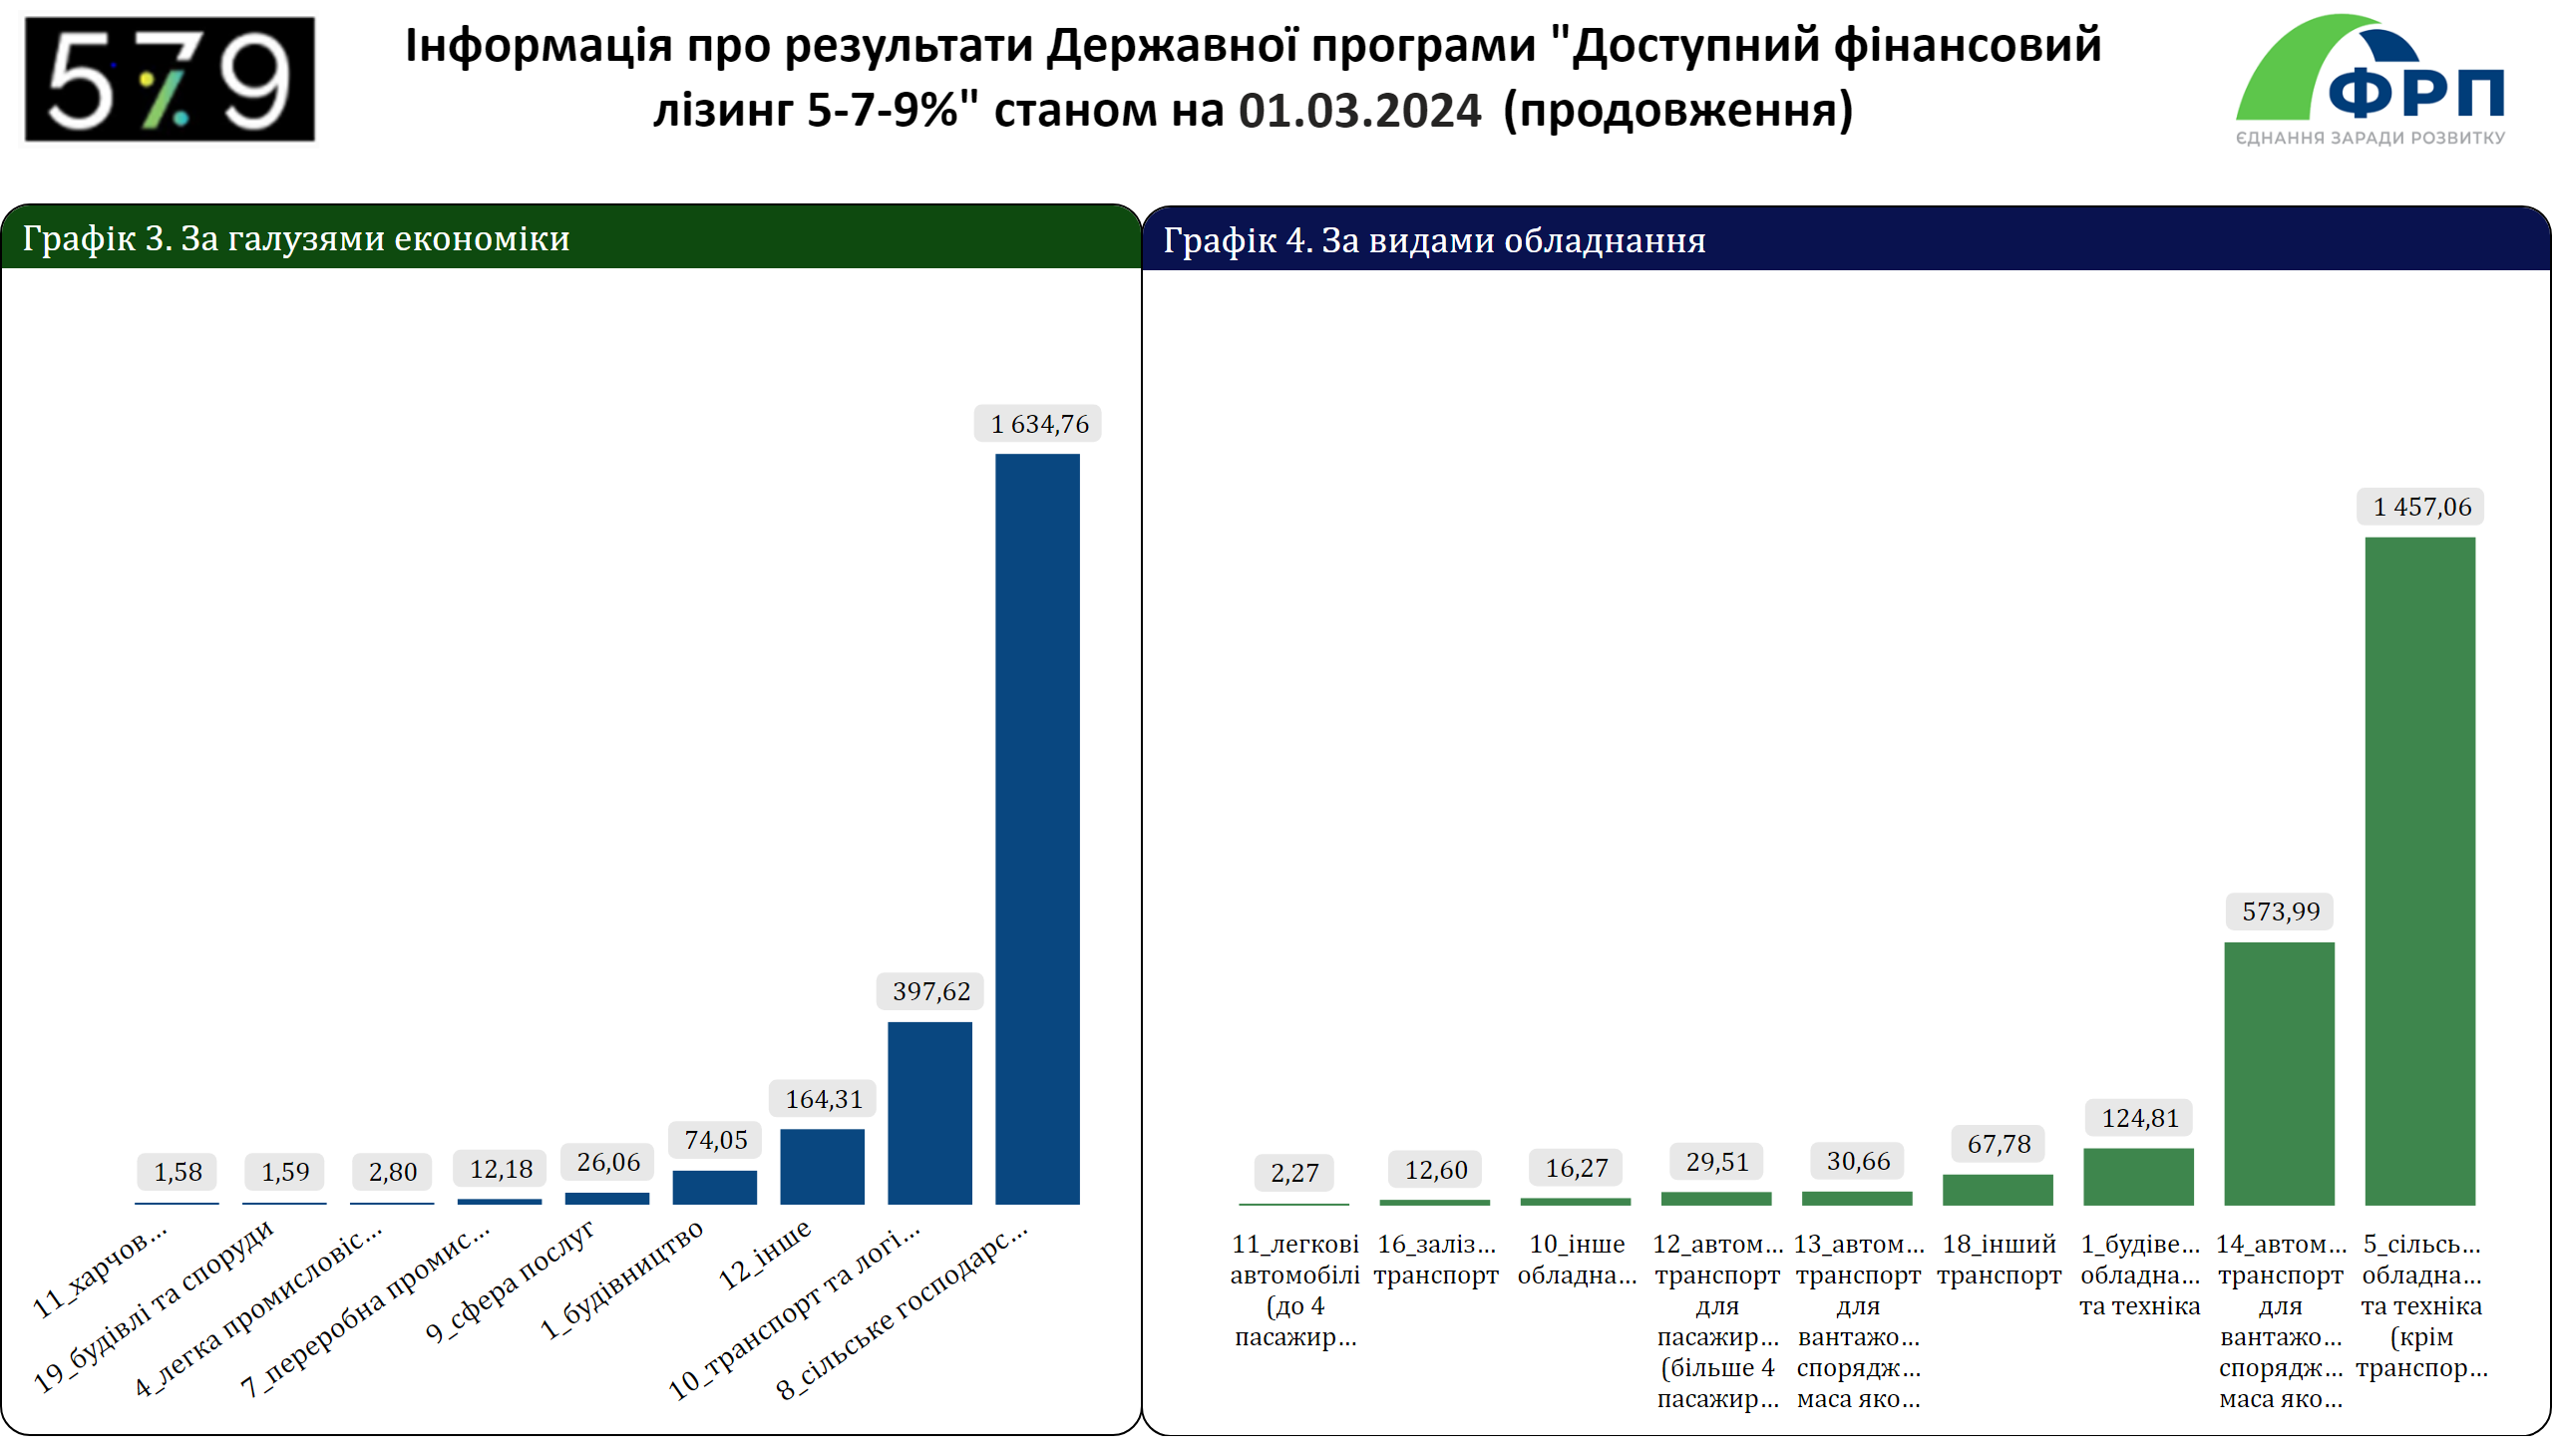 579
Інформація про результати Державної програми "Доступний фінансовий
лізинг 5-7-9%" станом на 01.03.2024 (продовження)
ФРП
ЄДНАННЯ ЗАРАДИ РОЗВИТКУ
Графік 3. За галузями економіки
1,58
1,59
2,80
12,18
26,06
74,05
164,31
397,62
1 634,76
11_харчов...
19_будівлі та споруди
4_легка промисловіс...
7_переробна промис...
9_сфера послуг
1_будівництво
12_інше
10_транспорт та логі...
8_сільське господарс...
Графік 4. За видами обладнання
2,27
12,60
16,27
29,51
30,66
67,78
124,81
573,99
1 457,06
11_легкові
автомобілі
(до 4
пасажир...
16_заліз...
транспорт
10_інше
обладна...
12_автом...
транспорт
для
пасажир...
(більше 4
пасажир...
13_автом...
транспорт
для
вантажо...
спорядж...
маса яко...
18_інший
транспорт
1_будіве...
обладна...
та техніка
14_автом...
транспорт
для
вантажо...
спорядж...
маса яко...
5_сільсь...
обладна...
та техніка
(крім
транспор...